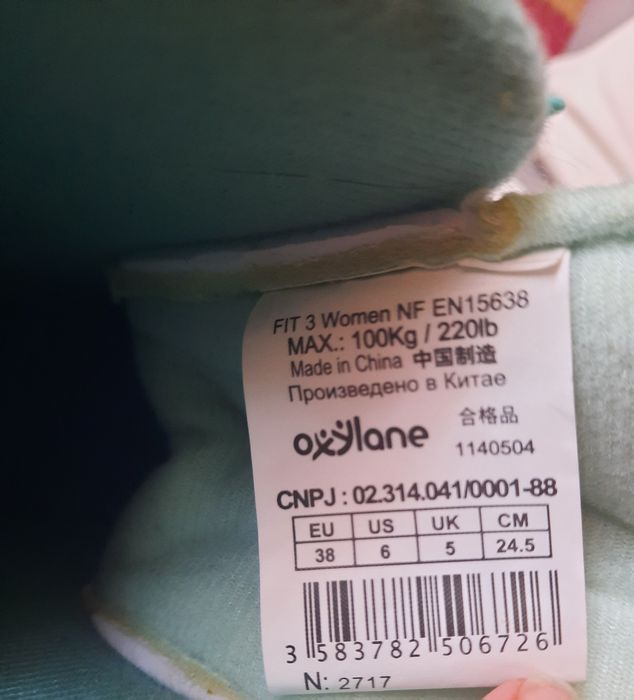 FIT 3 Women NF EN15638
MAX.: 100Kg / 220lb
Made in China 中国制造
Произведено в Китае
合格品
oxylane
1140504
CNPJ : 02.314.041/0001-88
EU US UK CM
38 6 5 24.5
3 583782 506726
N: 2717